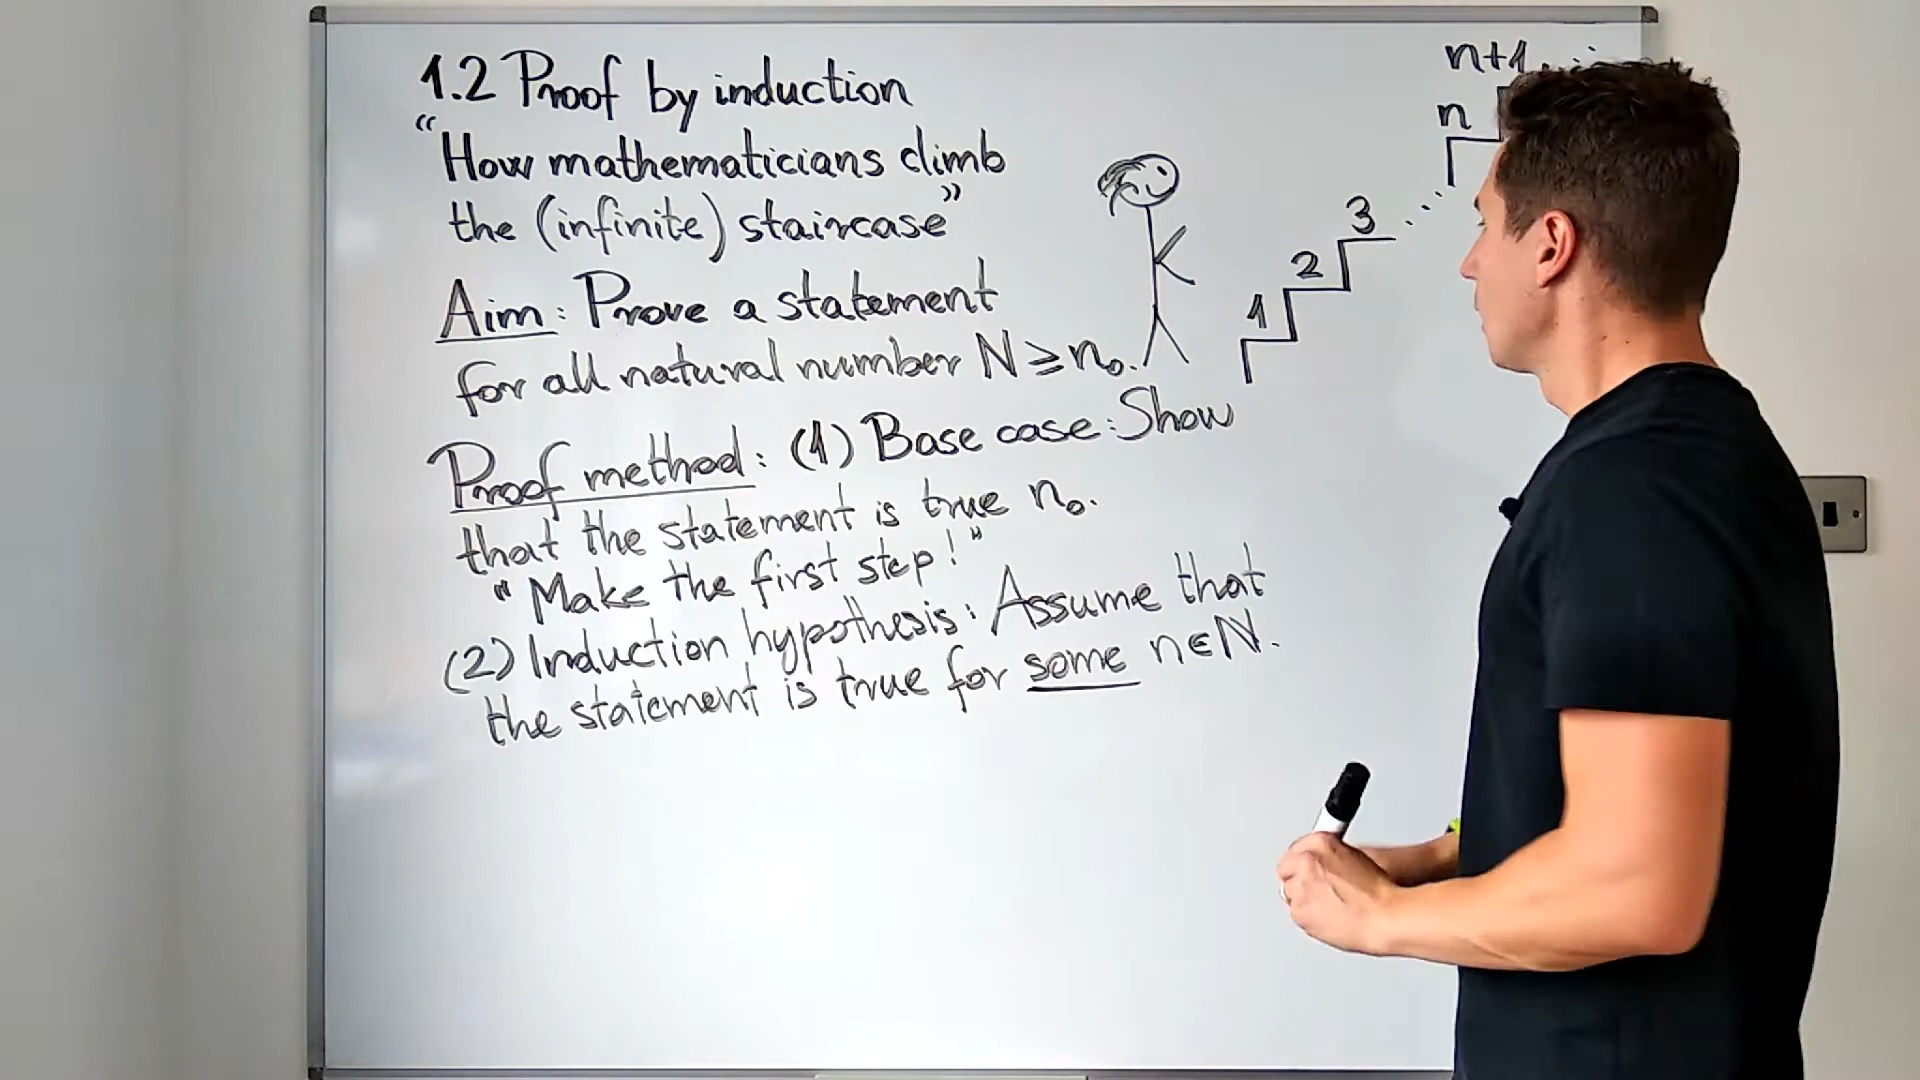 1.2 Proof by induction
“How mathematicians climb
the (infinite) staircase”
Aim: Prove a statement
for all natural number N ≥ n₀.
Proof method: (1) Base case: Show
that the statement is true n₀.
“Make the first step!”
(2) Induction hypothesis: Assume that
the statement is true for some n∈N.
1
2
3
...
n
n+1